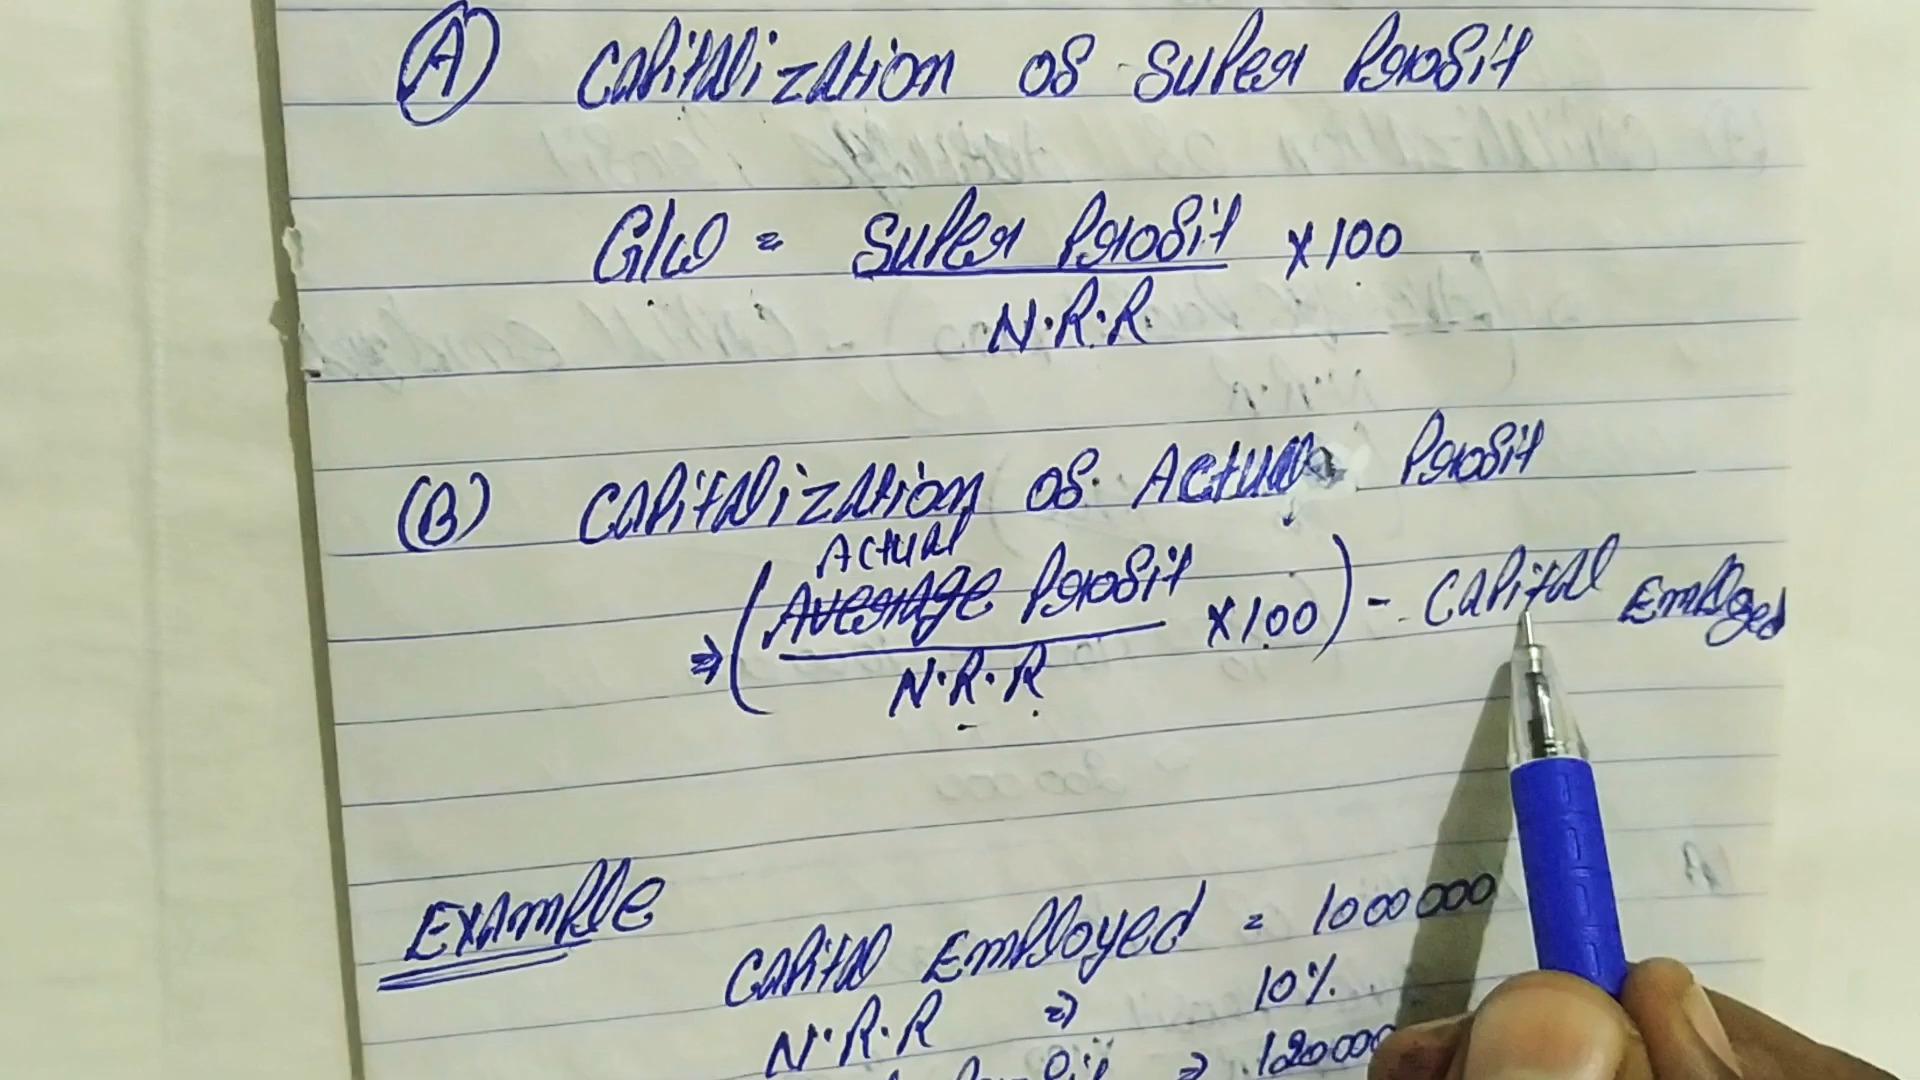 (A) Capitalization of Super Profit
G/w = Super Profit / N.R.R × 100
(B) Capitalization of Actual Profit
Actual
⇒ (Average Profit / N.R.R × 100) - Capital Employed
Example
Capital Employed = 1000000
N.R.R ⇒ 10%
⇒ 120000